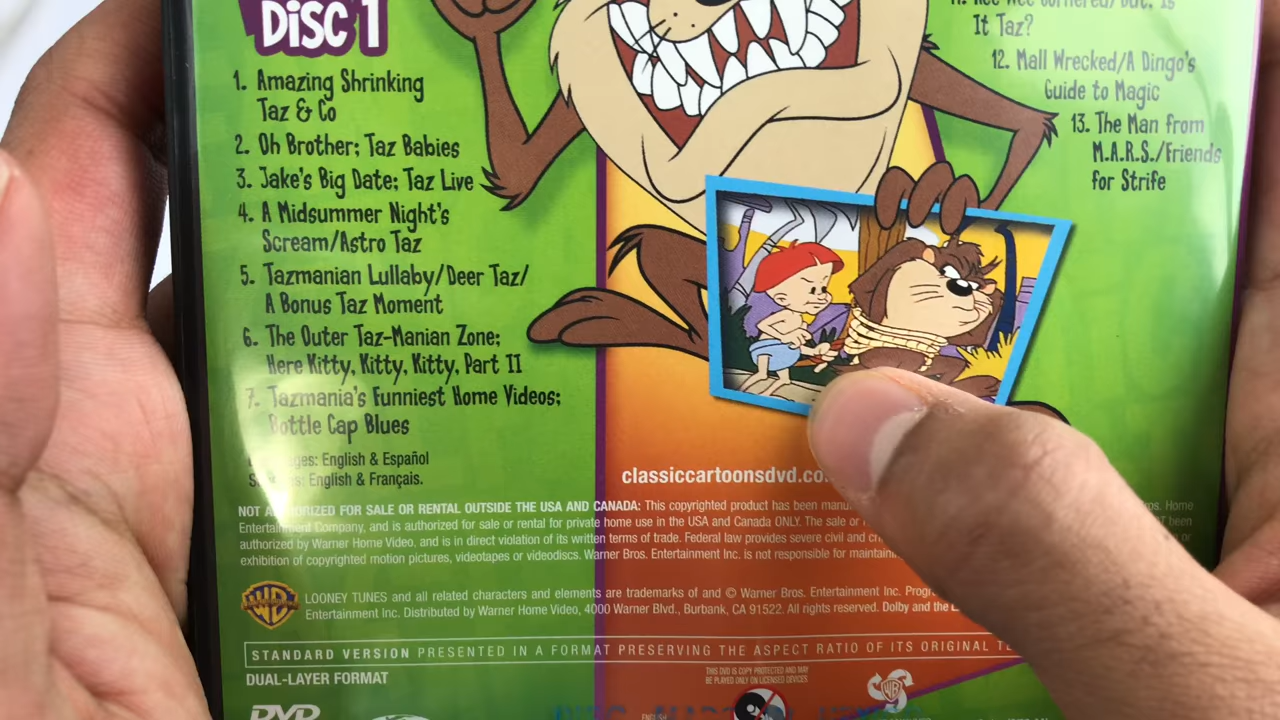 DiSC 1
1. Amazing Shrinking
Taz & Co
2. Oh Brother; Taz Babies
3. Jake's Big Date; Taz Live
4. A Midsummer Night's
Scream/Astro Taz
5. Tazmanian Lullaby/Deer Taz/
A Bonus Taz Moment
6. The Outer Taz-Manian Zone;
Here Kitty, Kitty, Kitty, Part II
7. Tazmania's Funniest Home Videos;
Bottle Cap Blues
It Taz?
12. Mall Wrecked/A Dingo's
Guide to Magic
13. The Man from
M.A.R.S./Friends
for Strife
English & Español
English & Français.
classiccartoonsdvd.co
NOT AUTHORIZED FOR SALE OR RENTAL OUTSIDE THE USA AND CANADA: This copyrighted product has been Home
Entertainment Company, and is authorized for sale or rental for private home use in the USA and Canada ONLY. The sale or been
authorized by Warner Home Video, and is in direct violation of its written terms of trade. Federal law provides severe civil and or
exhibition of copyrighted motion pictures, videotapes or videodiscs. Warner Bros. Entertainment Inc. is not responsible for
WB
LOONEY TUNES and all related characters and elements are trademarks of and © Warner Bros. Entertainment Inc.
Entertainment Inc. Distributed by Warner Home Video, 4000 Warner Blvd., Burbank, CA 91522. All rights reserved. Dolby and the
STANDARD VERSION PRESENTED IN A FORMAT PRESERVING THE ASPECT RATIO OF ITS ORIGINAL
DUAL-LAYER FORMAT
THIS DVD IS COPY PROTECTED AND MAY
BE PLAYED ONLY ON LICENSED DEVICES
WB
DVD